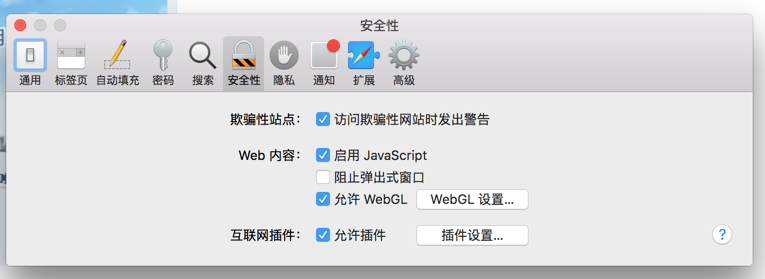 安全性
通用 标签页 自动填充 密码 搜索 安全性 隐私 通知 扩展 高级
欺骗性站点： 访问欺骗性网站时发出警告
Web 内容： 启用 JavaScript
阻止弹出式窗口
允许 WebGL WebGL 设置...
互联网插件： 允许插件 插件设置... ?